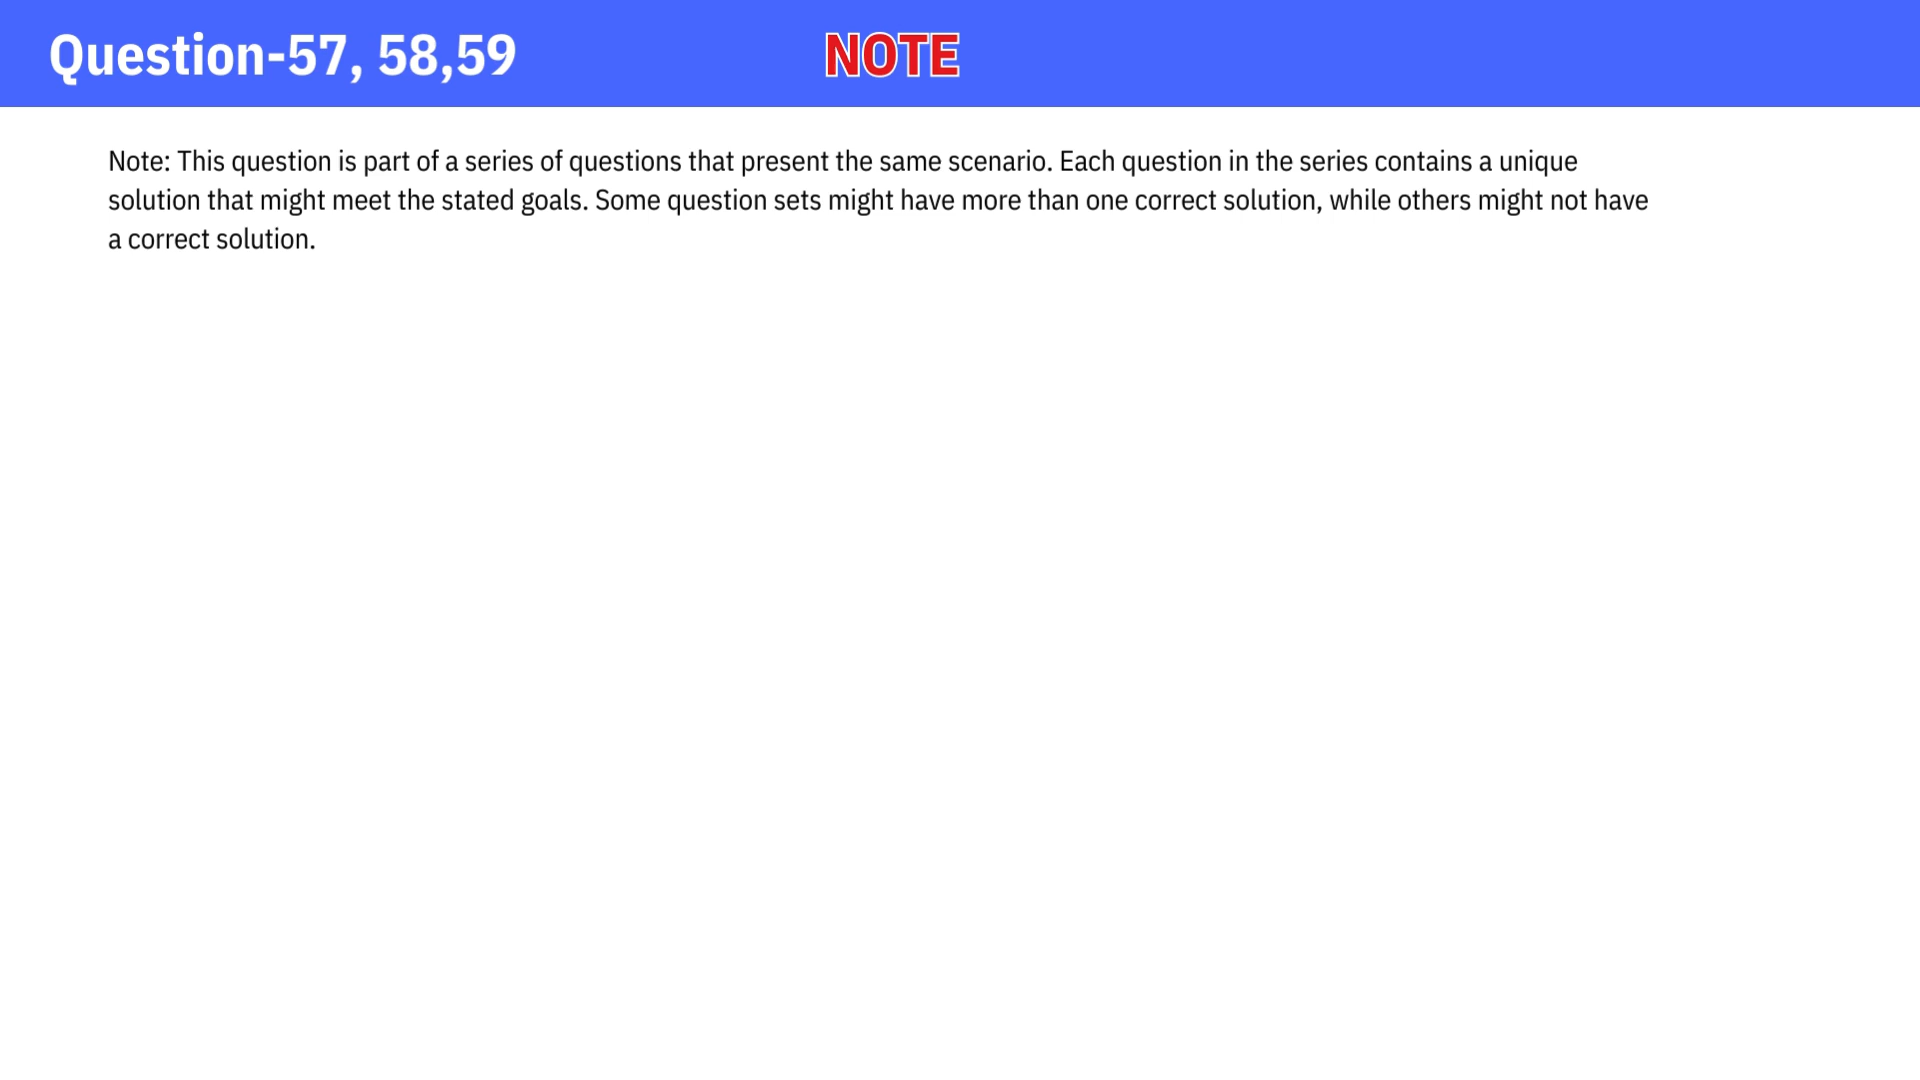 Question-57, 58,59
NOTE
Note: This question is part of a series of questions that present the same scenario. Each question in the series contains a unique
solution that might meet the stated goals. Some question sets might have more than one correct solution, while others might not have
a correct solution.